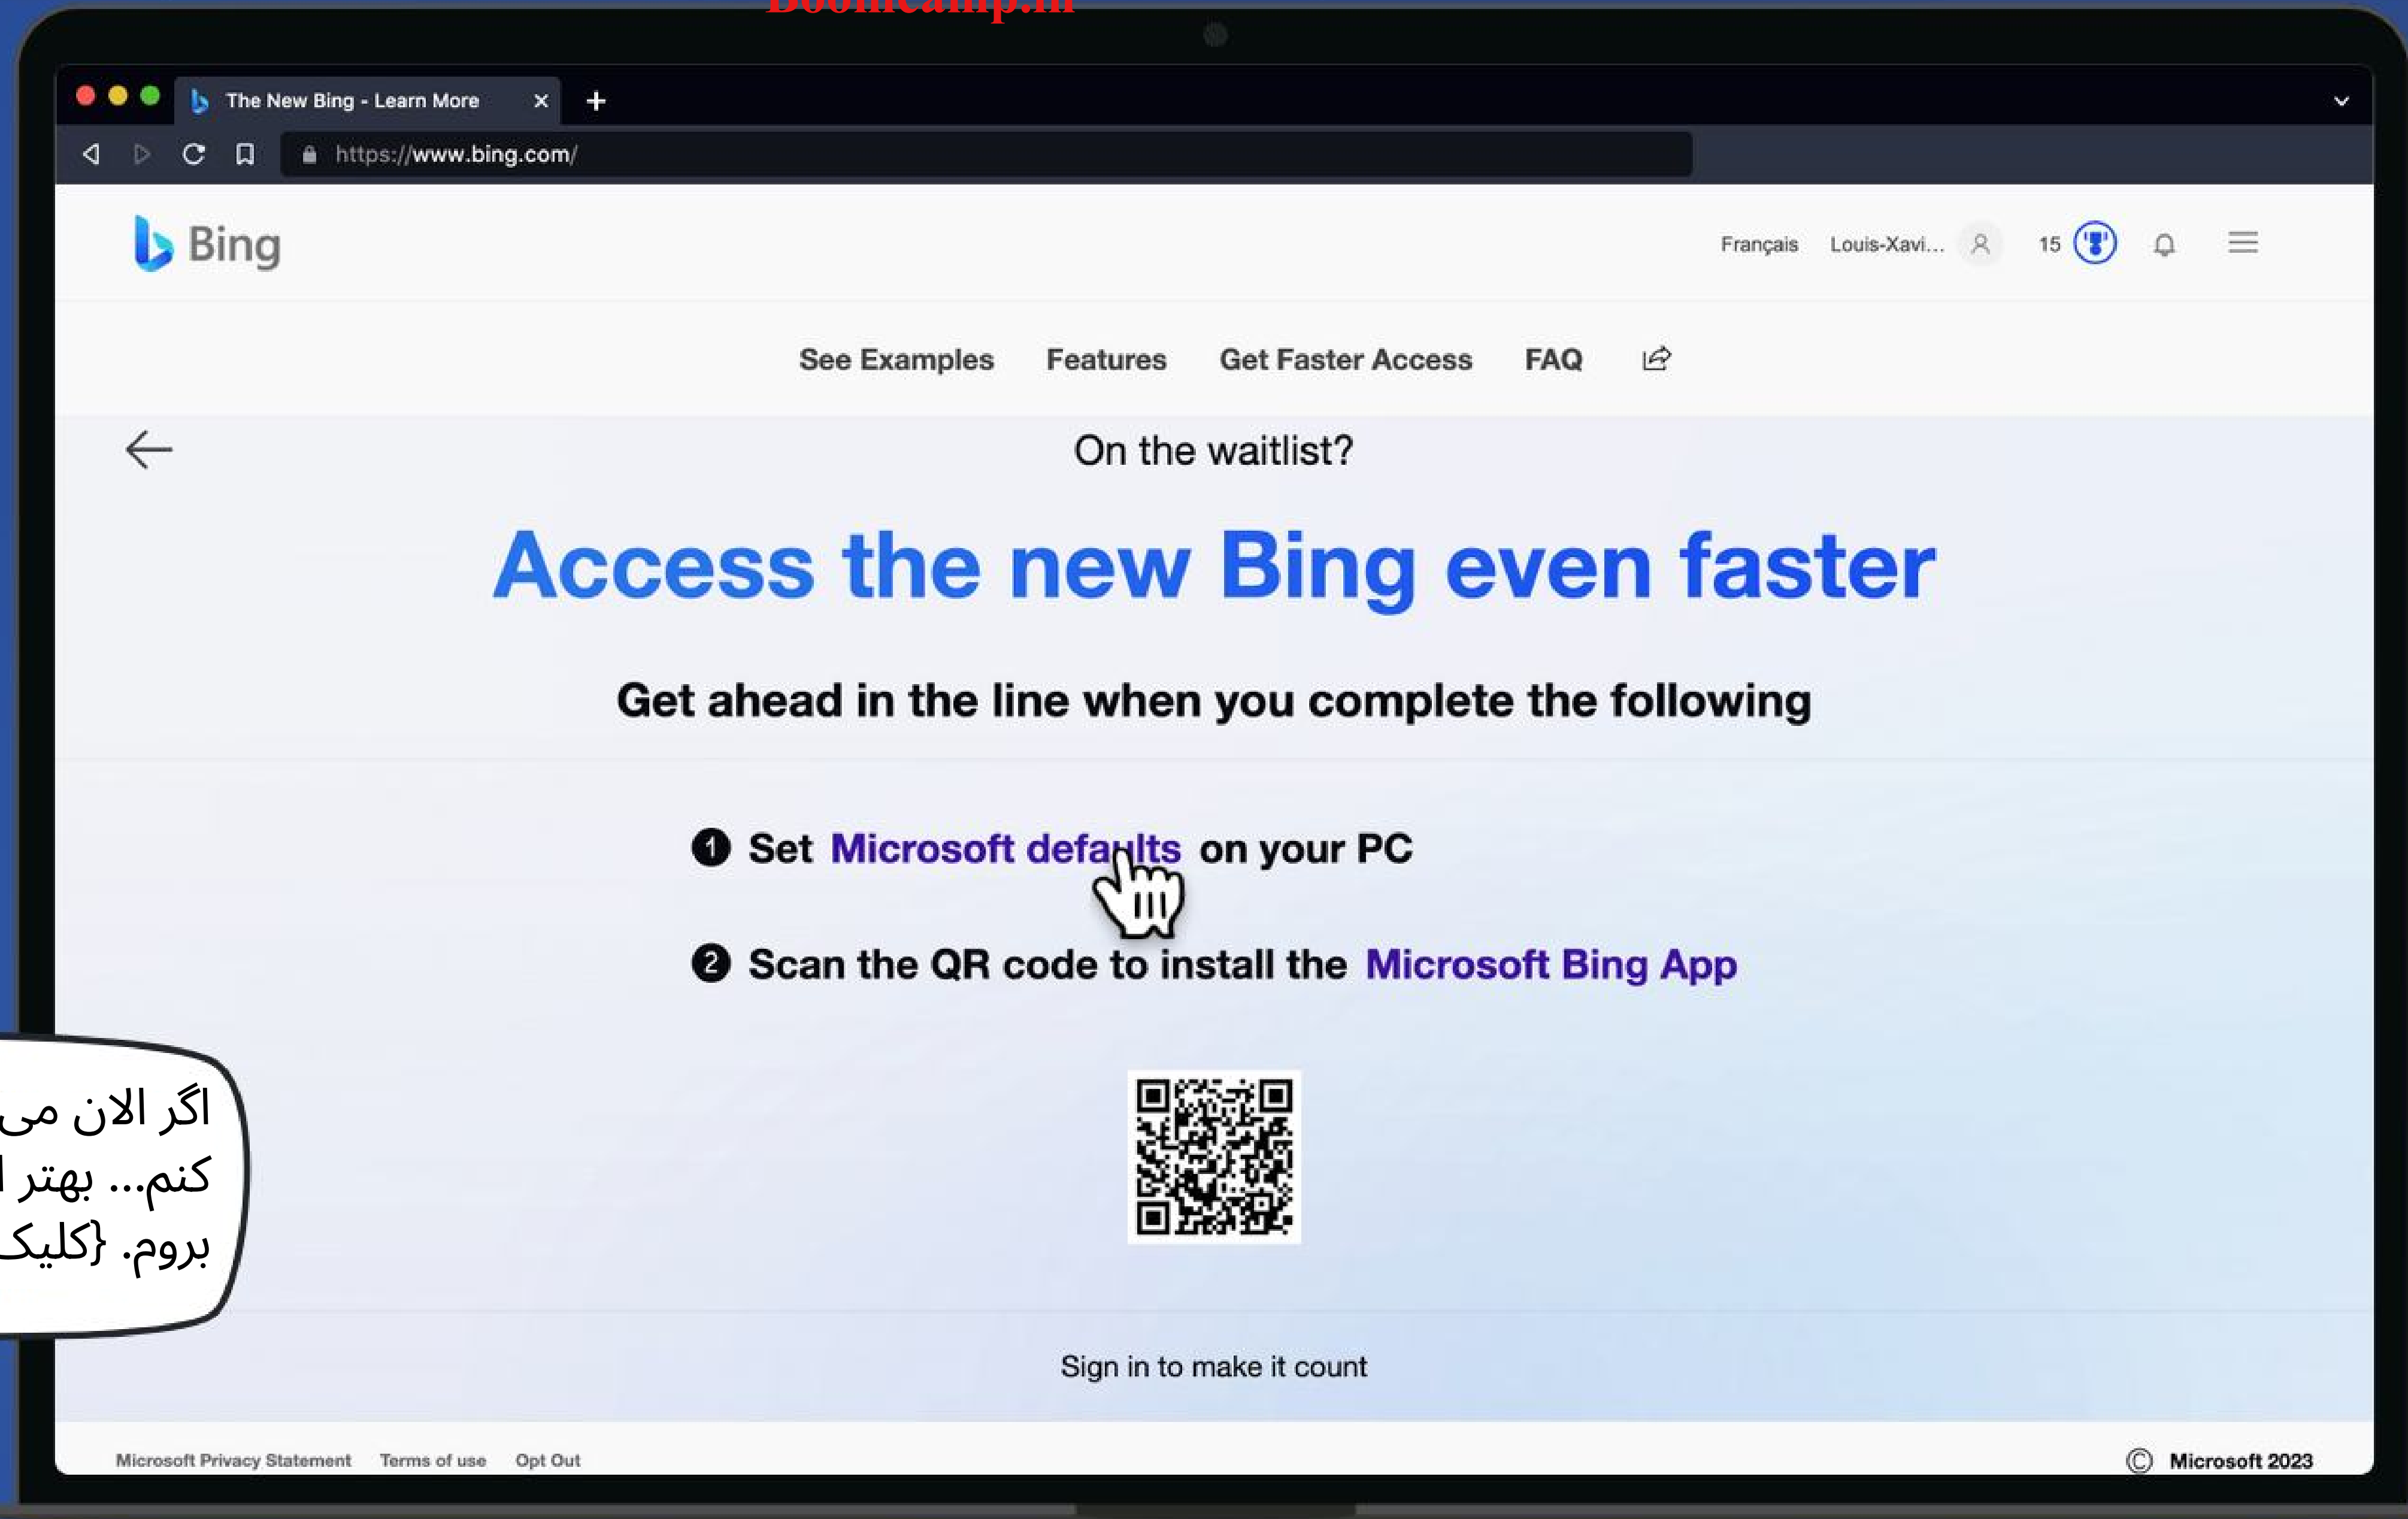 The New Bing - Learn More
https://www.bing.com/
Bing
Français Louis-Xavi... 15
See Examples Features Get Faster Access FAQ
On the waitlist?
Access the new Bing even faster
Get ahead in the line when you complete the following
1 Set Microsoft defaults on your PC
2 Scan the QR code to install the Microsoft Bing App
اگر الان می
کنم... بهتر
بروم. {کلیک
Sign in to make it count
Microsoft Privacy Statement Terms of use Opt Out
© Microsoft 2023